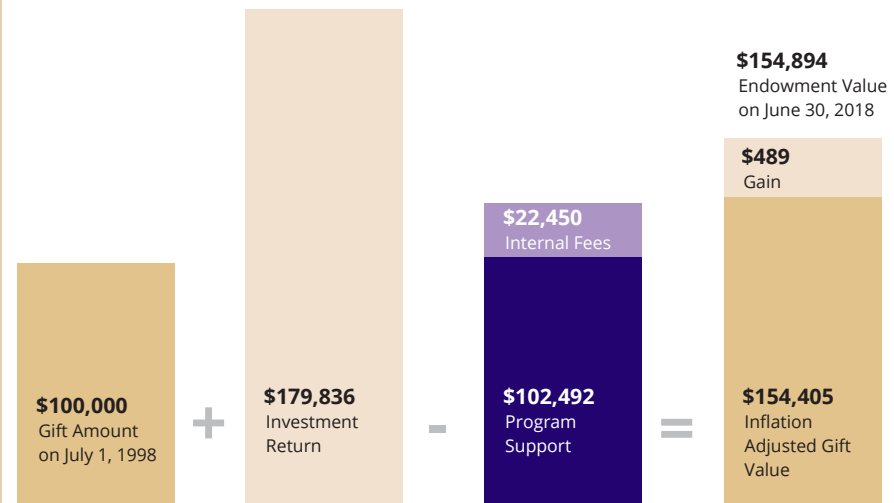 $100,000
Gift Amount
on July 1, 1998
+
$179,836
Investment
Return
-
$22,450
Internal Fees
$102,492
Program
Support
=
$154,894
Endowment Value
on June 30, 2018
$489
Gain
$154,405
Inflation
Adjusted Gift
Value